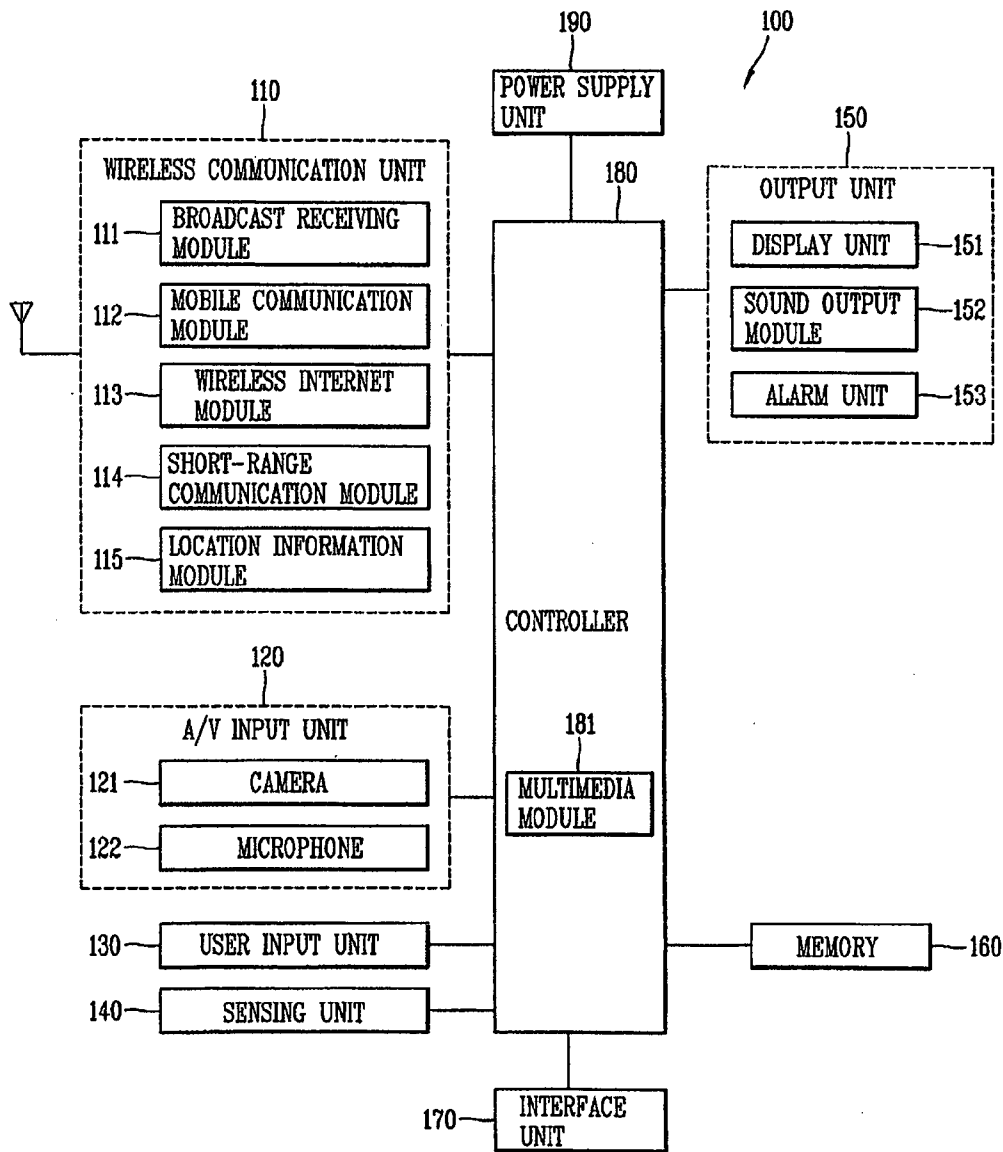 190
100
POWER SUPPLY
UNIT
110
WIRELESS COMMUNICATION UNIT
111
BROADCAST RECEIVING
MODULE
112
MOBILE COMMUNICATION
MODULE
113
WIRELESS INTERNET
MODULE
114
SHORT-RANGE
COMMUNICATION MODULE
115
LOCATION INFORMATION
MODULE
180
CONTROLLER
181
MULTIMEDIA
MODULE
150
OUTPUT UNIT
DISPLAY UNIT
151
SOUND OUTPUT
MODULE
152
ALARM UNIT
153
120
A/V INPUT UNIT
121
CAMERA
122
MICROPHONE
130
USER INPUT UNIT
140
SENSING UNIT
MEMORY
160
170
INTERFACE
UNIT